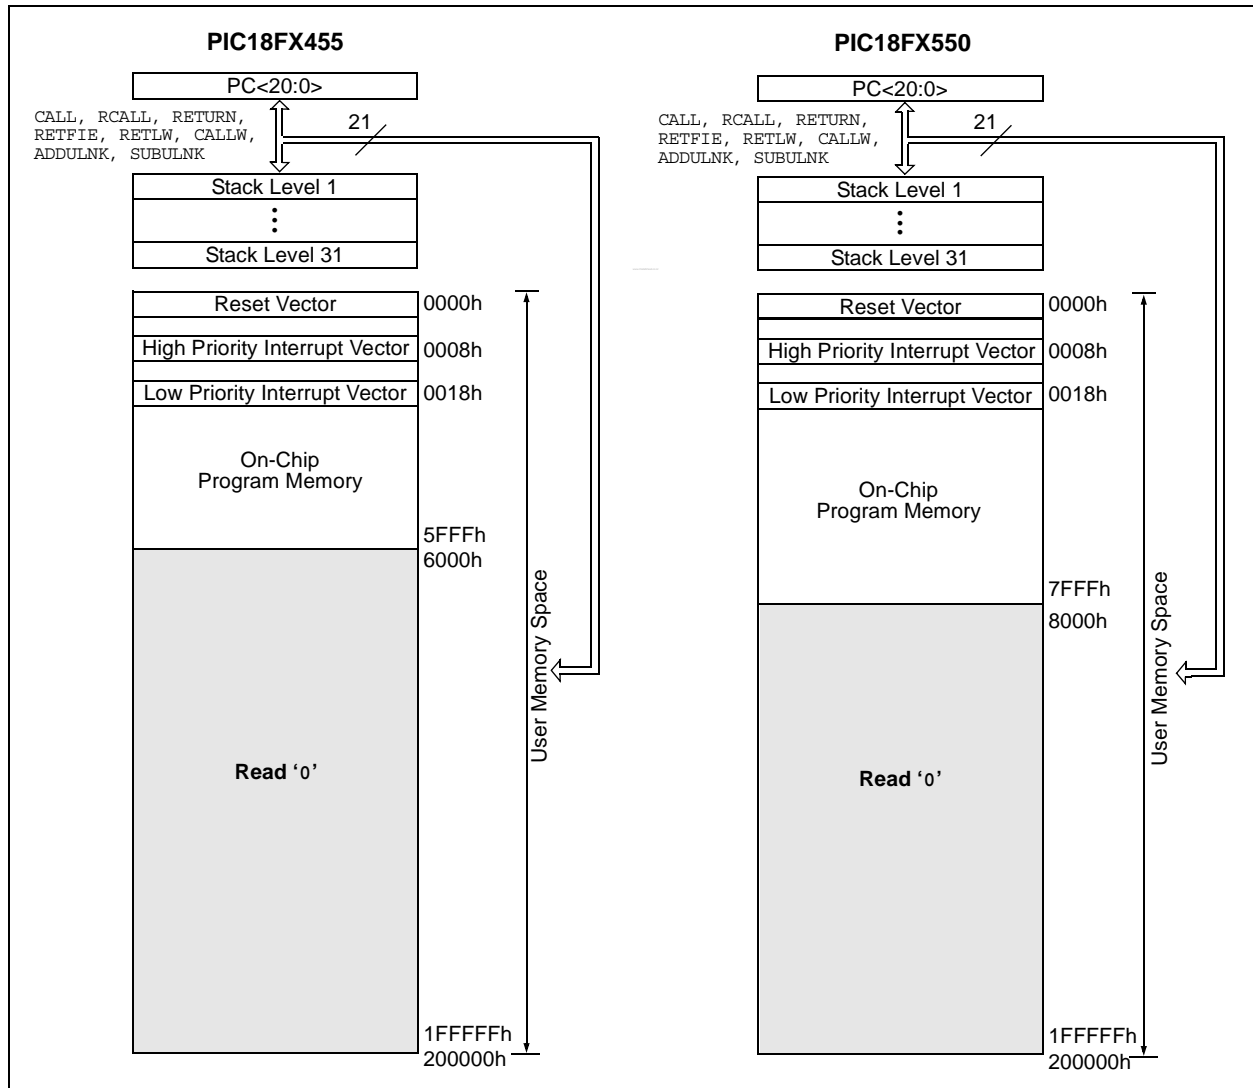 PIC18FX455
PC<20:0>
CALL, RCALL, RETURN,
RETFIE, RETLW, CALLW,
ADDULNK, SUBULNK
21
Stack Level 1
Stack Level 31
Reset Vector
0000h
High Priority Interrupt Vector
0008h
Low Priority Interrupt Vector
0018h
On-Chip
Program Memory
5FFFh
6000h
Read ‘0’
User Memory Space
1FFFFFh
200000h
PIC18FX550
PC<20:0>
CALL, RCALL, RETURN,
RETFIE, RETLW, CALLW,
ADDULNK, SUBULNK
21
Stack Level 1
Stack Level 31
Reset Vector
0000h
High Priority Interrupt Vector
0008h
Low Priority Interrupt Vector
0018h
On-Chip
Program Memory
7FFFh
8000h
Read ‘0’
User Memory Space
1FFFFFh
200000h